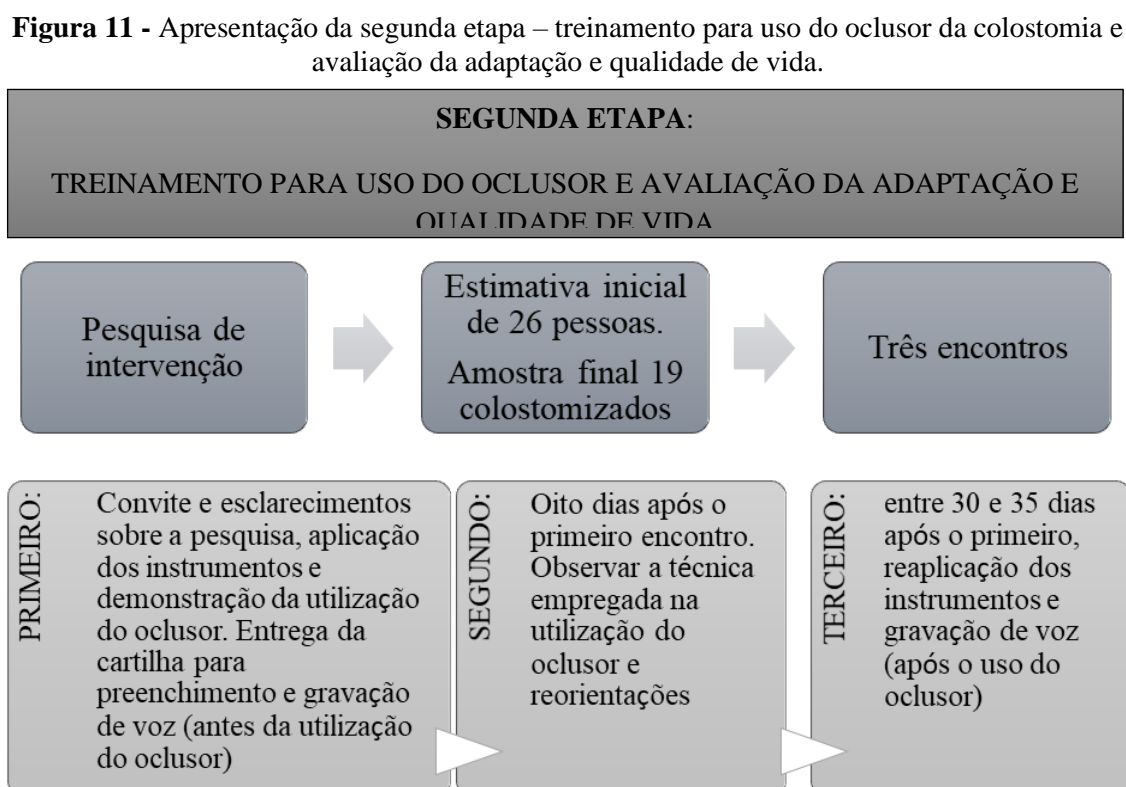 Figura 11 - Apresentação da segunda etapa – treinamento para uso do oclusor da colostomia e
avaliação da adaptação e qualidade de vida.
SEGUNDA ETAPA:
TREINAMENTO PARA USO DO OCLUSOR E AVALIAÇÃO DA ADAPTAÇÃO E
QUALIDADE DE VIDA
Pesquisa de
intervenção
Estimativa inicial
de 26 pessoas.
Amostra final 19
colostomizados
Três encontros
PRIMEIRO:
Convite e esclarecimentos
sobre a pesquisa, aplicação
dos instrumentos e
demonstração da utilização
do oclusor. Entrega da
cartilha para
preenchimento e gravação
de voz (antes da utilização
do oclusor)
SEGUNDO:
Oito dias após o
primeiro encontro.
Observar a técnica
empregada na
utilização do
oclusor e
reorientações
TERCEIRO:
entre 30 e 35 dias
após o primeiro,
reaplicação dos
instrumentos e
gravação de voz
(após o uso do
oclusor)